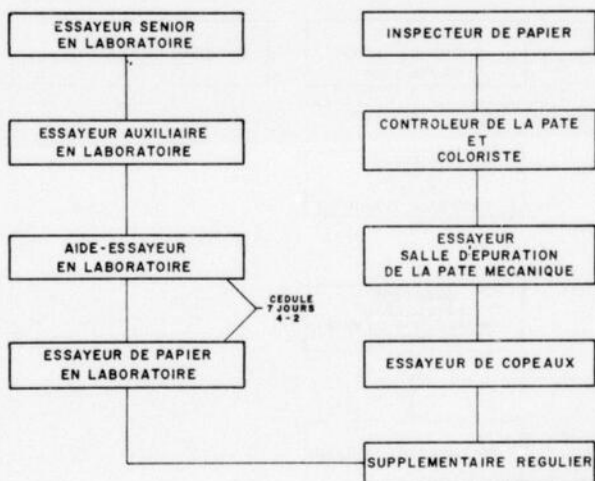 ESSAYEUR SENIOR
EN LABORATOIRE
ESSAYEUR AUXILIAIRE
EN LABORATOIRE
AIDE-ESSAYEUR
EN LABORATOIRE
CEDULE
7 JOURS
4-2
ESSAYEUR DE PAPIER
EN LABORATOIRE
INSPECTEUR DE PAPIER
CONTROLEUR DE LA PATE
ET
COLORISTE
ESSAYEUR
SALLE D'EPURATION
DE LA PATE MECANIQUE
ESSAYEUR DE COPEAUX
SUPPLEMENTAIRE REGULIER